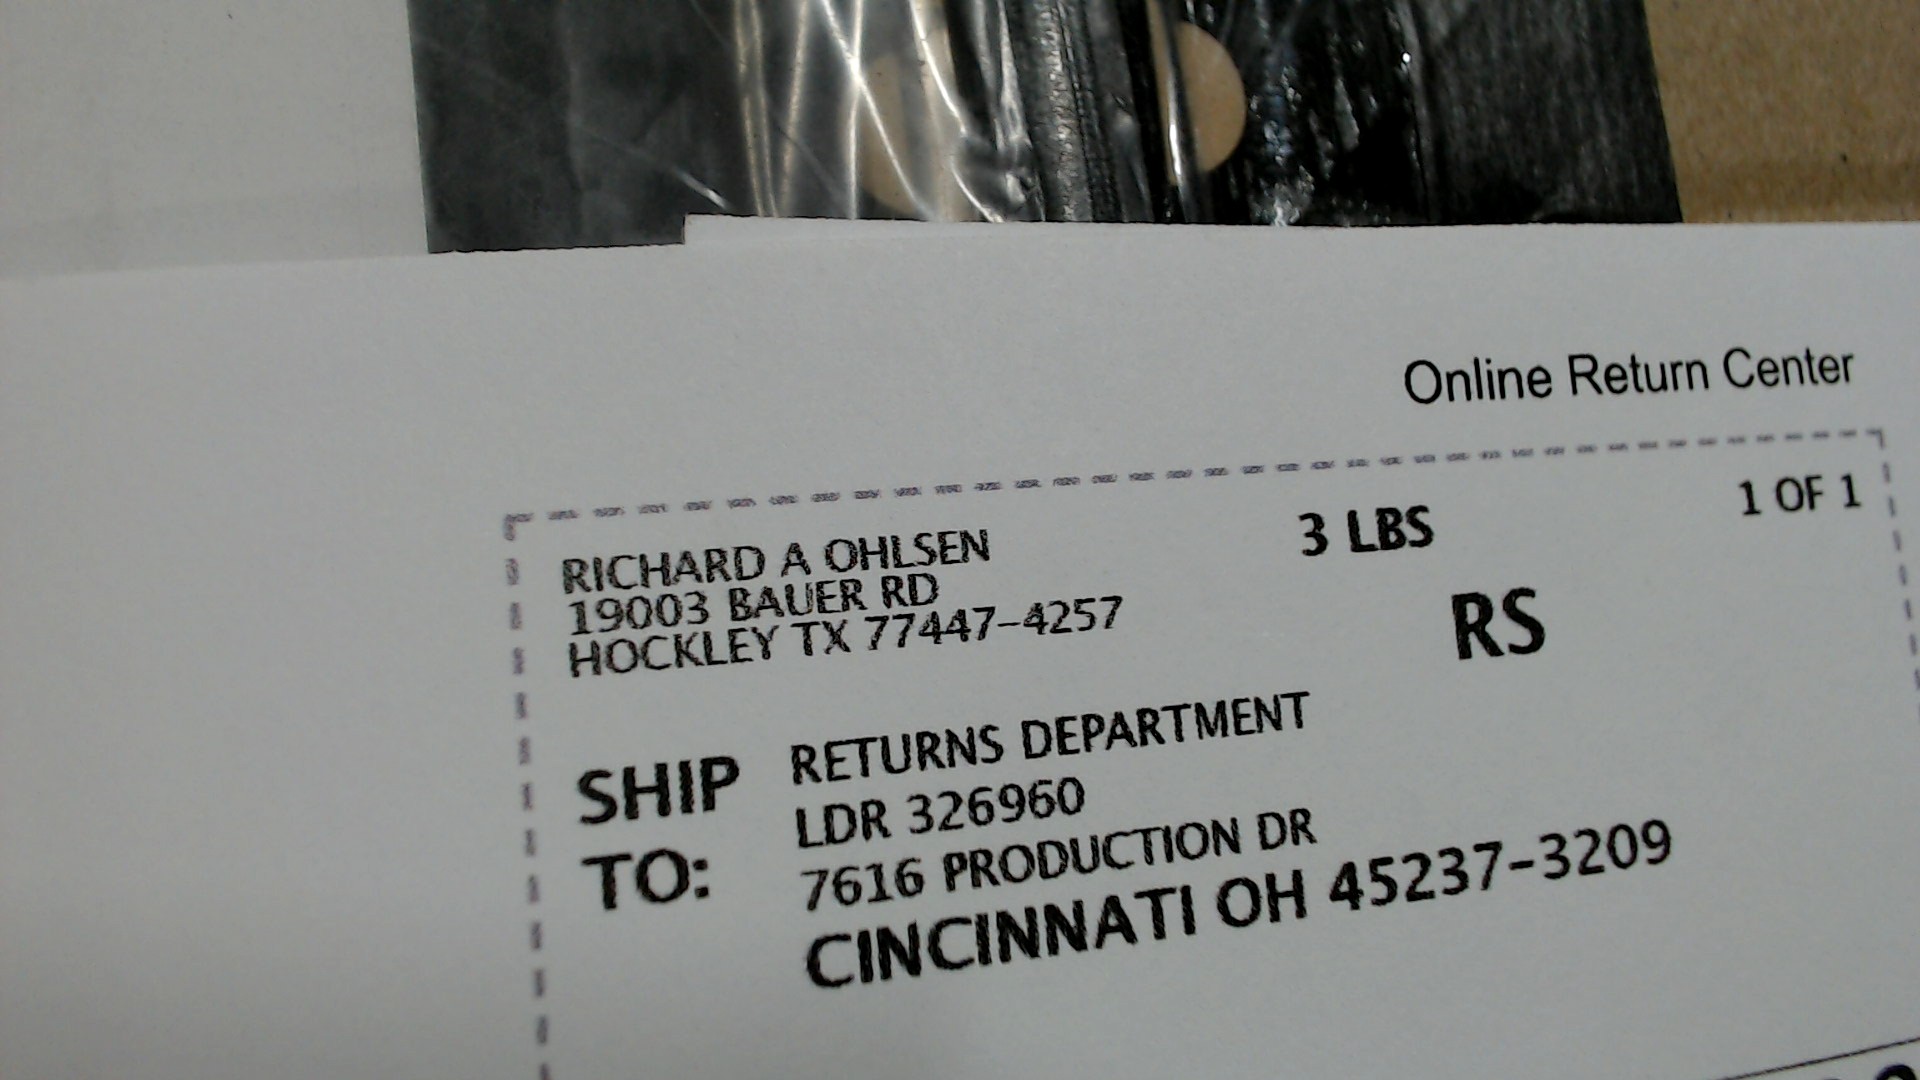 Online Return Center
RICHARD A OHLSEN 3 LBS 1 OF 1
19003 BAUER RD
HOCKLEY TX 77447-4257
RS
SHIP TO:
RETURNS DEPARTMENT
LDR 326960
7616 PRODUCTION DR
CINCINNATI OH 45237-3209